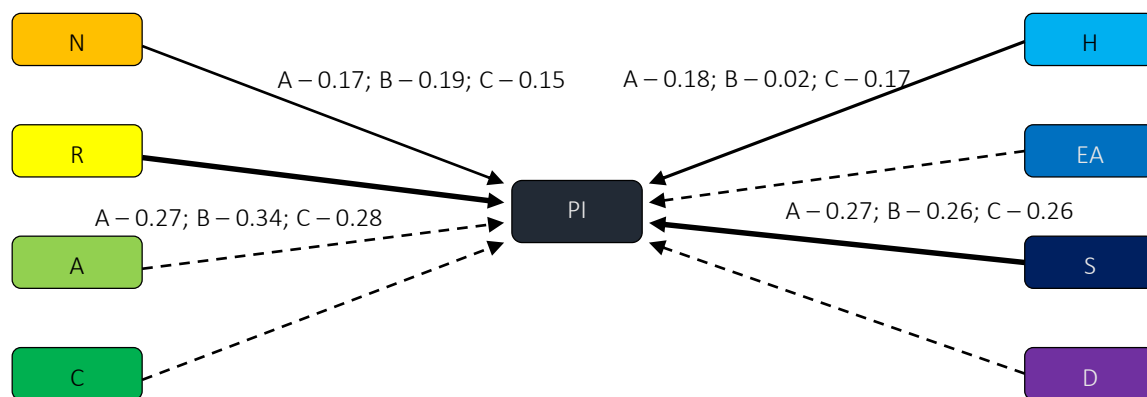 N
H
A – 0.17; B – 0.19; C – 0.15
A – 0.18; B – 0.02; C – 0.17
R
EA
PI
A – 0.27; B – 0.34; C – 0.28
A – 0.27; B – 0.26; C – 0.26
A
S
C
D